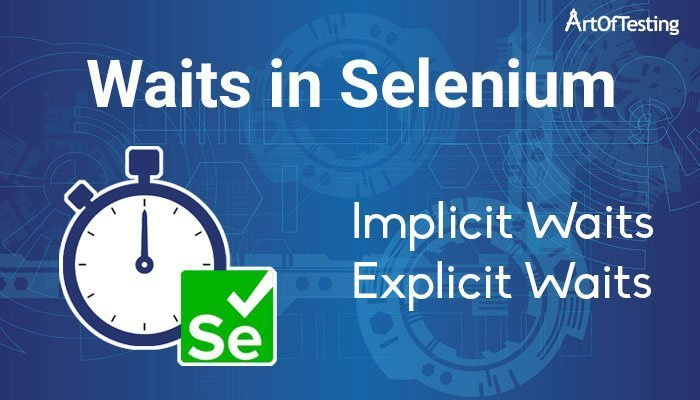 ArtOfTesting
Waits in Selenium
Implicit Waits
Explicit Waits
Se